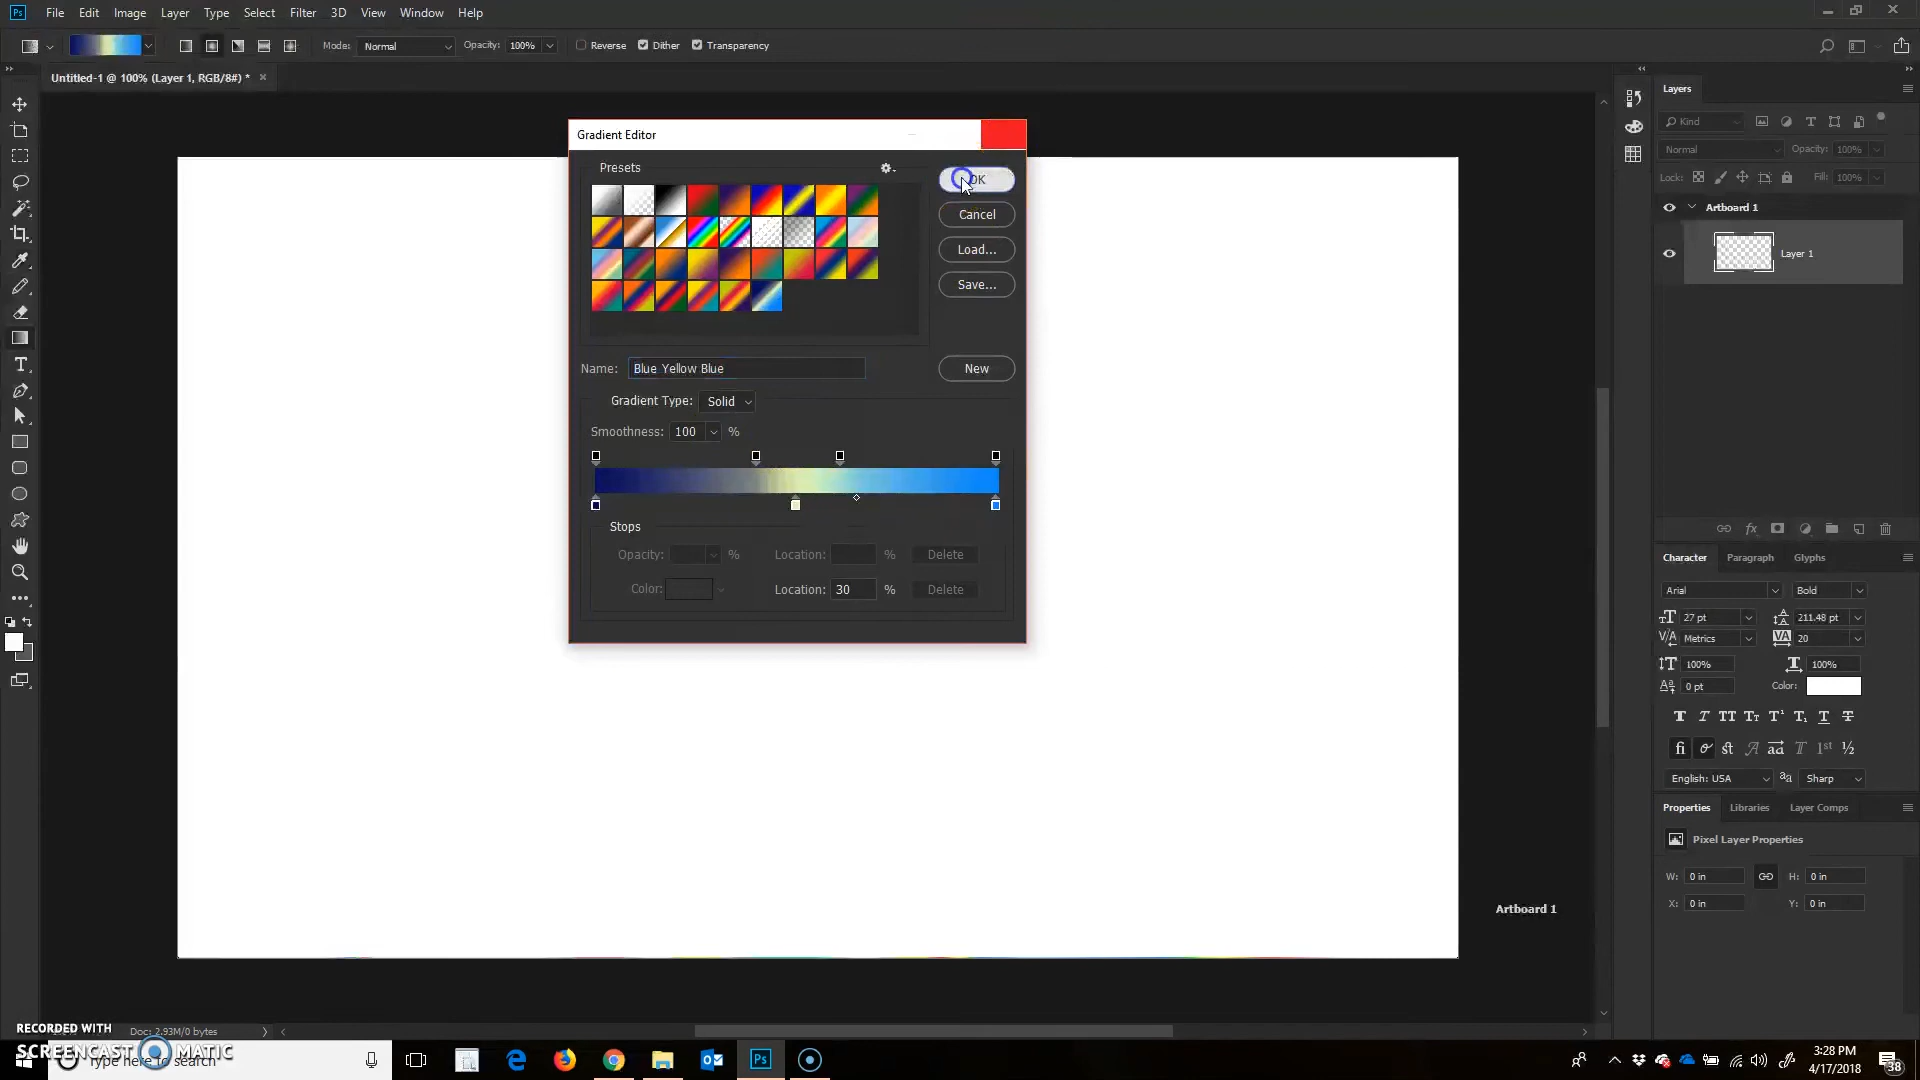 Ps File Edit Image Layer Type Select Filter 3D View Window Help
Mode: Normal Opacity: 100% Reverse Dither Transparency
Untitled-1 @ 100% (Layer 1, RGB/8#) *
Gradient Editor
Presets
OK
Cancel
Load...
Save...
Name: Blue Yellow Blue
New
Gradient Type: Solid
Smoothness: 100 %
Stops
Opacity: % Location: % Delete
Color: Location: 30 % Delete
Artboard 1
Layers
Kind
Normal Opacity: 100%
Lock: Fill: 100%
Artboard 1
Layer 1
Character Paragraph Glyphs
Arial Bold
27 pt 211.48 pt
Metrics 20
100% 100%
0 pt Color:
English: USA Sharp
Properties Libraries Layer Comps
Pixel Layer Properties
W: 0 in H: 0 in
X: 0 in Y: 0 in
Doc: 2.93M/0 bytes
RECORDED WITH
SCREENCAST MATIC
Type here to search
Ps
3:28 PM
4/17/2018
38